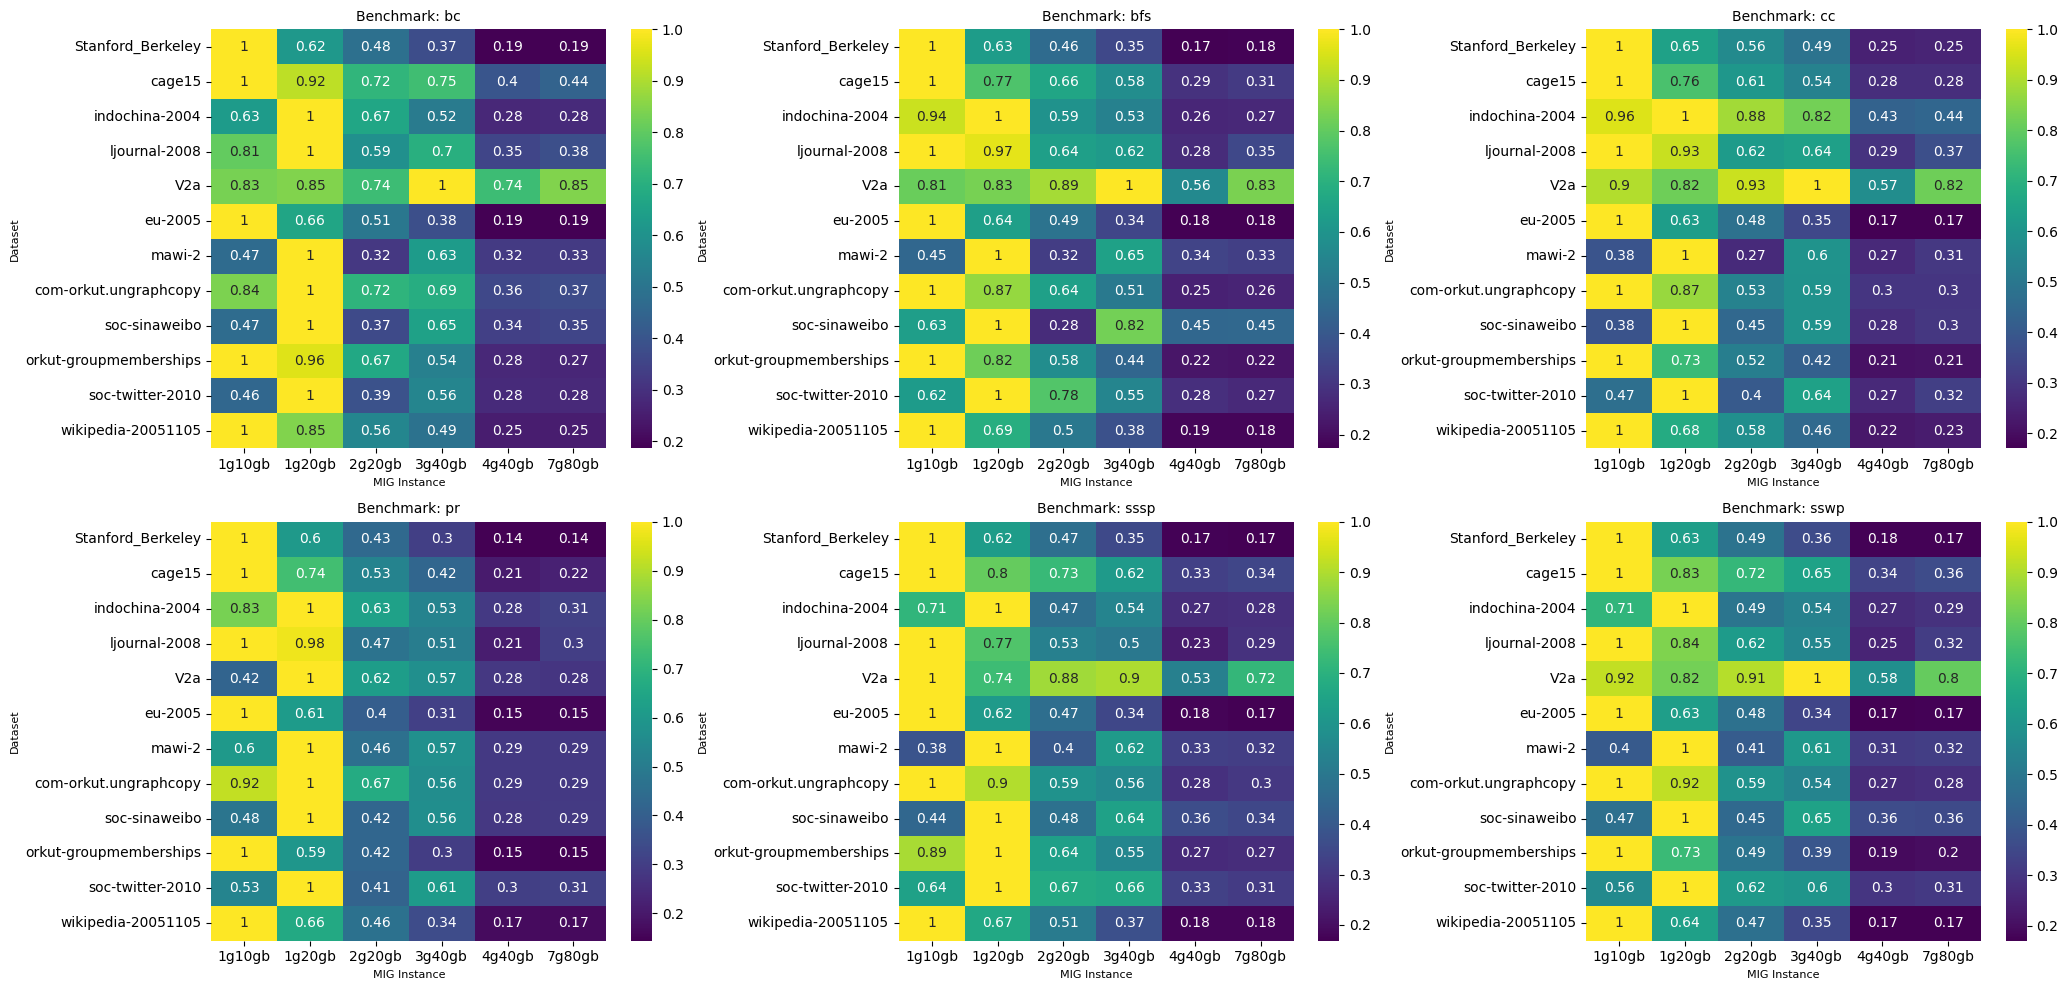 Benchmark: bc
Stanford_Berkeley 1 0.62 0.48 0.37 0.19 0.19
cage15 1 0.92 0.72 0.75 0.4 0.44
indochina-2004 0.63 1 0.67 0.52 0.28 0.28
ljournal-2008 0.81 1 0.59 0.7 0.35 0.38
V2a 0.83 0.85 0.74 1 0.74 0.85
eu-2005 1 0.66 0.51 0.38 0.19 0.19
mawi-2 0.47 1 0.32 0.63 0.32 0.33
com-orkut.ungraphcopy 0.84 1 0.72 0.69 0.36 0.37
soc-sinaweibo 0.47 1 0.37 0.65 0.34 0.35
orkut-groupmemberships 1 0.96 0.67 0.54 0.28 0.27
soc-twitter-2010 0.46 1 0.39 0.56 0.28 0.28
wikipedia-20051105 1 0.85 0.56 0.49 0.25 0.25
1g10gb 1g20gb 2g20gb 3g40gb 4g40gb 7g80gb
MIG Instance
Dataset
1.0
0.9
0.8
0.7
0.6
0.5
0.4
0.3
0.2
Benchmark: bfs
Stanford_Berkeley 1 0.63 0.46 0.35 0.17 0.18
cage15 1 0.77 0.66 0.58 0.29 0.31
indochina-2004 0.94 1 0.59 0.53 0.26 0.27
ljournal-2008 1 0.97 0.64 0.62 0.28 0.35
V2a 0.81 0.83 0.89 1 0.56 0.83
eu-2005 1 0.64 0.49 0.34 0.18 0.18
mawi-2 0.45 1 0.32 0.65 0.34 0.33
com-orkut.ungraphcopy 1 0.87 0.64 0.51 0.25 0.26
soc-sinaweibo 0.63 1 0.28 0.82 0.45 0.45
orkut-groupmemberships 1 0.82 0.58 0.44 0.22 0.22
soc-twitter-2010 0.62 1 0.78 0.55 0.28 0.27
wikipedia-20051105 1 0.69 0.5 0.38 0.19 0.18
1g10gb 1g20gb 2g20gb 3g40gb 4g40gb 7g80gb
MIG Instance
Dataset
1.0
0.9
0.8
0.7
0.6
0.5
0.4
0.3
0.2
Benchmark: cc
Stanford_Berkeley 1 0.65 0.56 0.49 0.25 0.25
cage15 1 0.76 0.61 0.54 0.28 0.28
indochina-2004 0.96 1 0.88 0.82 0.43 0.44
ljournal-2008 1 0.93 0.62 0.64 0.29 0.37
V2a 0.9 0.82 0.93 1 0.57 0.82
eu-2005 1 0.63 0.48 0.35 0.17 0.17
mawi-2 0.38 1 0.27 0.6 0.27 0.31
com-orkut.ungraphcopy 1 0.87 0.53 0.59 0.3 0.3
soc-sinaweibo 0.38 1 0.45 0.59 0.28 0.3
orkut-groupmemberships 1 0.73 0.52 0.42 0.21 0.21
soc-twitter-2010 0.47 1 0.4 0.64 0.27 0.32
wikipedia-20051105 1 0.68 0.58 0.46 0.22 0.23
1g10gb 1g20gb 2g20gb 3g40gb 4g40gb 7g80gb
MIG Instance
Dataset
1.0
0.9
0.8
0.7
0.6
0.5
0.4
0.3
0.2
Benchmark: pr
Stanford_Berkeley 1 0.6 0.43 0.3 0.14 0.14
cage15 1 0.74 0.53 0.42 0.21 0.22
indochina-2004 0.83 1 0.63 0.53 0.28 0.31
ljournal-2008 1 0.98 0.47 0.51 0.21 0.3
V2a 0.42 1 0.62 0.57 0.28 0.28
eu-2005 1 0.61 0.4 0.31 0.15 0.15
mawi-2 0.6 1 0.46 0.57 0.29 0.29
com-orkut.ungraphcopy 0.92 1 0.67 0.56 0.29 0.29
soc-sinaweibo 0.48 1 0.42 0.56 0.28 0.29
orkut-groupmemberships 1 0.59 0.42 0.3 0.15 0.15
soc-twitter-2010 0.53 1 0.41 0.61 0.3 0.31
wikipedia-20051105 1 0.66 0.46 0.34 0.17 0.17
1g10gb 1g20gb 2g20gb 3g40gb 4g40gb 7g80gb
MIG Instance
Dataset
1.0
0.9
0.8
0.7
0.6
0.5
0.4
0.3
0.2
Benchmark: sssp
Stanford_Berkeley 1 0.62 0.47 0.35 0.17 0.17
cage15 1 0.8 0.73 0.62 0.33 0.34
indochina-2004 0.71 1 0.47 0.54 0.27 0.28
ljournal-2008 1 0.77 0.53 0.5 0.23 0.29
V2a 1 0.74 0.88 0.9 0.53 0.72
eu-2005 1 0.62 0.47 0.34 0.18 0.17
mawi-2 0.38 1 0.4 0.62 0.33 0.32
com-orkut.ungraphcopy 1 0.9 0.59 0.56 0.28 0.3
soc-sinaweibo 0.44 1 0.48 0.64 0.36 0.34
orkut-groupmemberships 0.89 1 0.64 0.55 0.27 0.27
soc-twitter-2010 0.64 1 0.67 0.66 0.33 0.31
wikipedia-20051105 1 0.67 0.51 0.37 0.18 0.18
1g10gb 1g20gb 2g20gb 3g40gb 4g40gb 7g80gb
MIG Instance
Dataset
1.0
0.9
0.8
0.7
0.6
0.5
0.4
0.3
0.2
Benchmark: sswp
Stanford_Berkeley 1 0.63 0.49 0.36 0.18 0.17
cage15 1 0.83 0.72 0.65 0.34 0.36
indochina-2004 0.71 1 0.49 0.54 0.27 0.29
ljournal-2008 1 0.84 0.62 0.55 0.25 0.32
V2a 0.92 0.82 0.91 1 0.58 0.8
eu-2005 1 0.63 0.48 0.34 0.17 0.17
mawi-2 0.4 1 0.41 0.61 0.31 0.32
com-orkut.ungraphcopy 1 0.92 0.59 0.54 0.27 0.28
soc-sinaweibo 0.47 1 0.45 0.65 0.36 0.36
orkut-groupmemberships 1 0.73 0.49 0.39 0.19 0.2
soc-twitter-2010 0.56 1 0.62 0.6 0.3 0.31
wikipedia-20051105 1 0.64 0.47 0.35 0.17 0.17
1g10gb 1g20gb 2g20gb 3g40gb 4g40gb 7g80gb
MIG Instance
Dataset
1.0
0.9
0.8
0.7
0.6
0.5
0.4
0.3
0.2